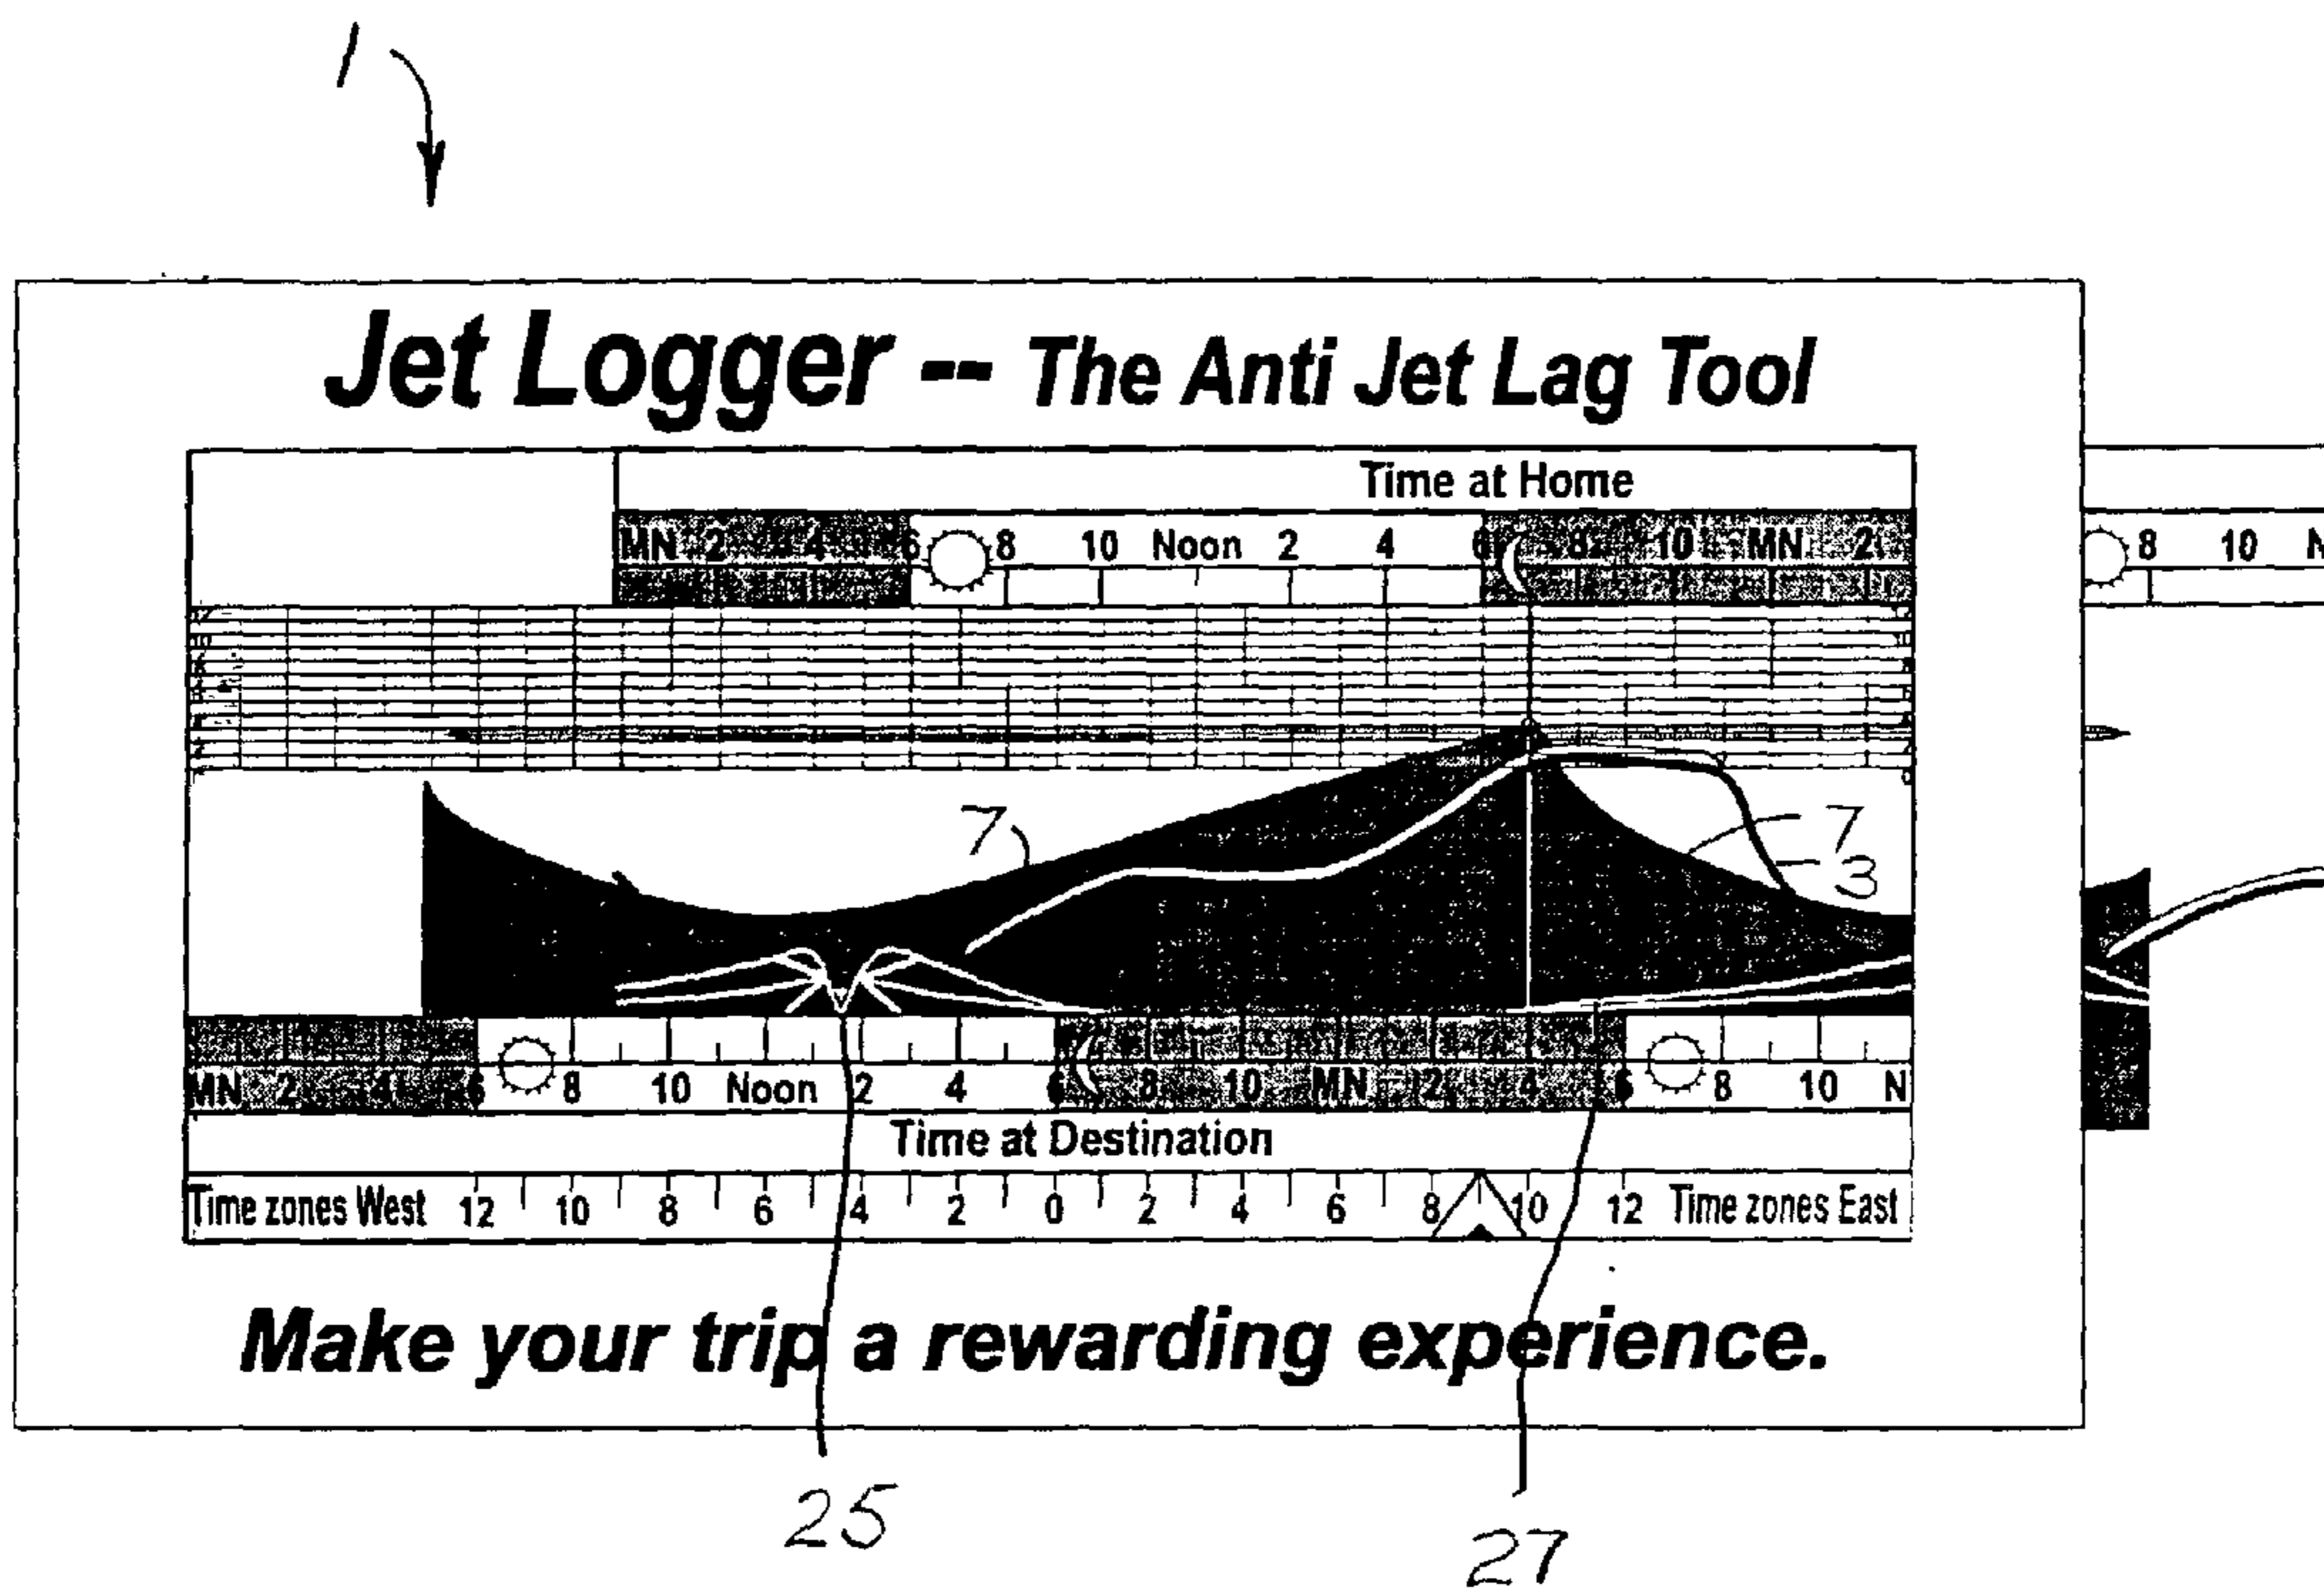 1
Jet Logger -- The Anti Jet Lag Tool
Time at Home
MN 2 4 6 8 10 Noon 2 4 6 8 10 MN 2 8 10 N
7 7
3
MN 2 4 6 8 10 Noon 2 4 6 8 10 MN 2 4 6 8 10 N
Time at Destination
Time zones West 12 10 8 6 4 2 0 2 4 6 8 10 12 Time zones East
Make your trip a rewarding experience.
25
27